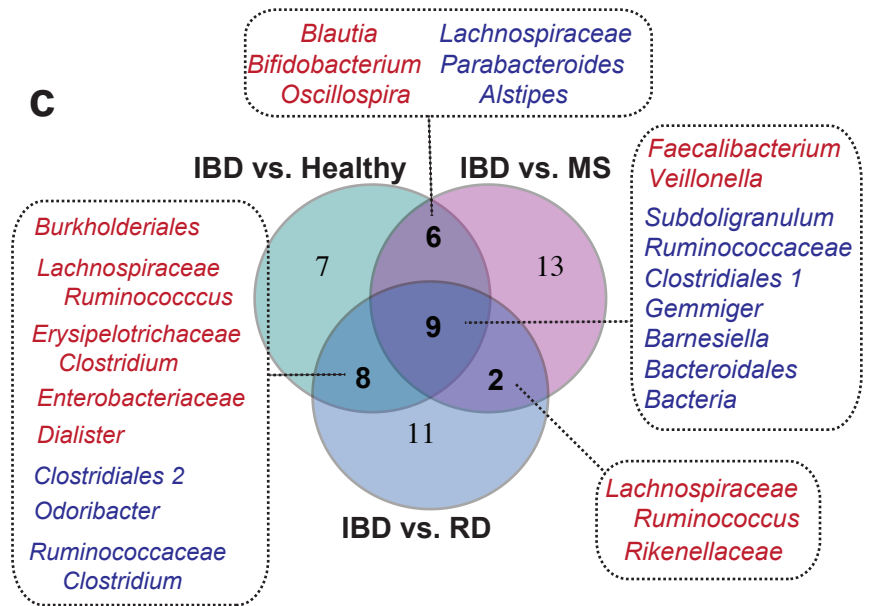 c
Blautia
Bifidobacterium
Oscillospira
Lachnospiraceae
Parabacteroides
Alstipes
IBD vs. Healthy
IBD vs. MS
6
7
13
9
8
2
11
IBD vs. RD
Burkholderiales
Lachnospiraceae
Ruminococccus
Erysipelotrichaceae
Clostridium
Enterobacteriaceae
Dialister
Clostridiales 2
Odoribacter
Ruminococcaceae
Clostridium
Faecalibacterium
Veillonella
Subdoligranulum
Ruminococcaceae
Clostridiales 1
Gemmiger
Barnesiella
Bacteroidales
Bacteria
Lachnospiraceae
Ruminococcus
Rikenellaceae